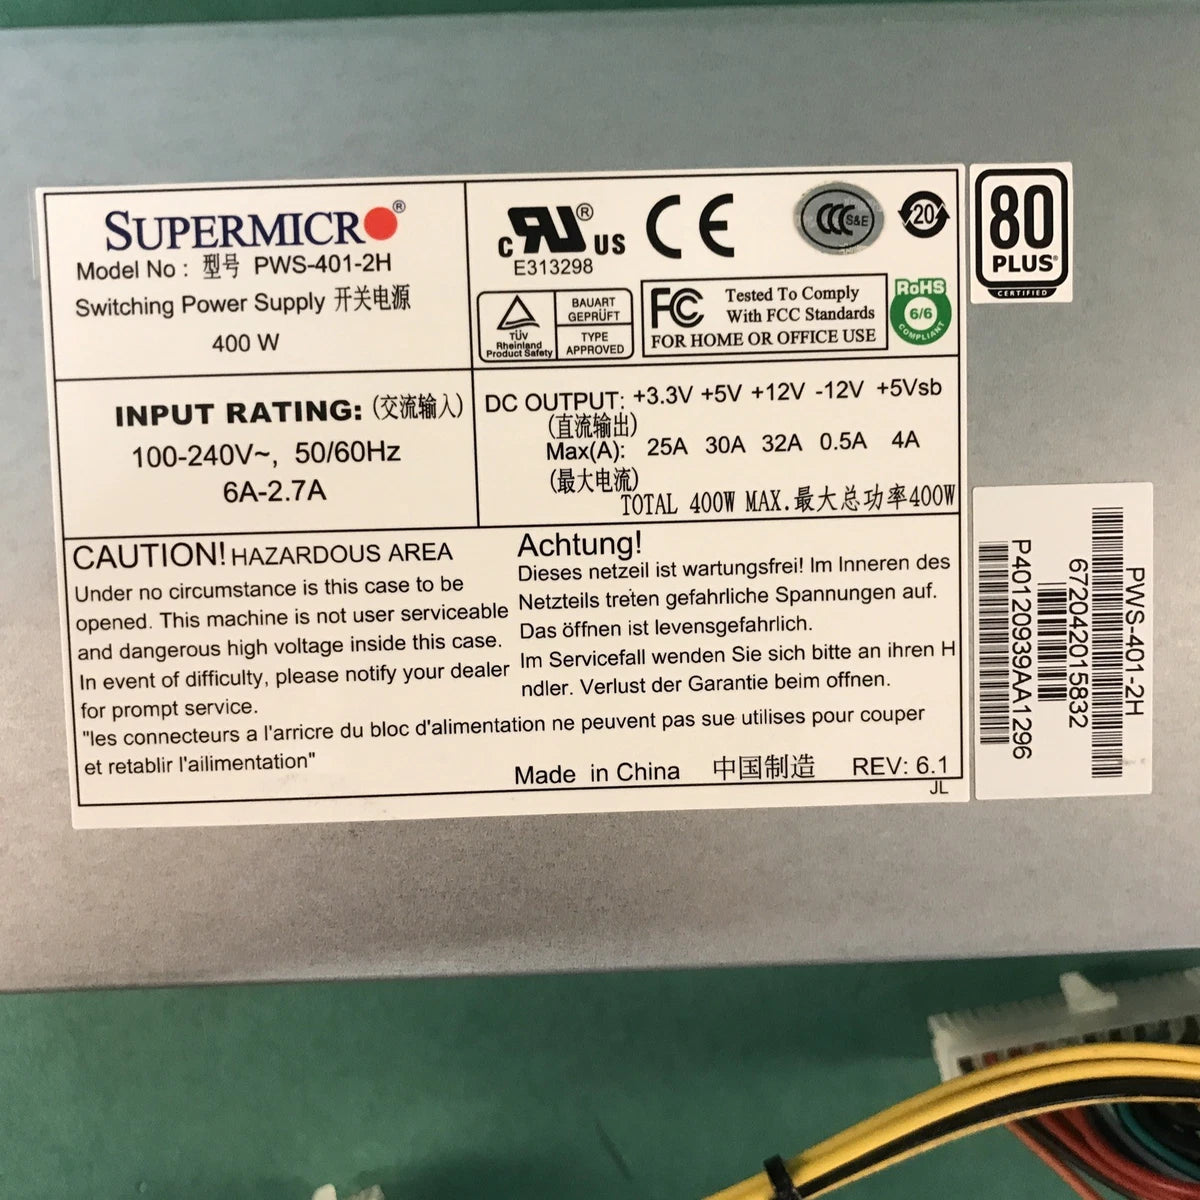 SUPERMICRO®
Model No : 型号 PWS-401-2H
Switching Power Supply 开关电源
400 W
c RU® US
E313298
CE
CCC S&E
20
TÜV
Rheinland
Product Safety
BAUART
GEPRÜFT
TYPE
APPROVED
FC Tested To Comply
With FCC Standards
FOR HOME OR OFFICE USE
RoHS
6/6
COMPLIANT
80
PLUS®
CERTIFIED
INPUT RATING: (交流输入)
100-240V~, 50/60Hz
6A-2.7A
DC OUTPUT: +3.3V +5V +12V -12V +5Vsb
(直流输出)
Max(A): 25A 30A 32A 0.5A 4A
(最大电流)
TOTAL 400W MAX.最大总功率400W
CAUTION! HAZARDOUS AREA
Under no circumstance is this case to be
opened. This machine is not user serviceable
and dangerous high voltage inside this case.
In event of difficulty, please notify your dealer
for prompt service.
Achtung!
Dieses netzeil ist wartungsfrei! Im Inneren des
Netzteils treten gefahrliche Spannungen auf.
Das öffnen ist levensgefahrlich.
Im Servicefall wenden Sie sich bitte an ihren H
ndler. Verlust der Garantie beim offnen.
"les connecteurs a l'arricre du bloc d'alimentation ne peuvent pas sue utilises pour couper
et retablir l'ailimentation"
Made in China 中国制造 REV: 6.1
JL
PWS-401-2H
672042015832
P40120939AA1296